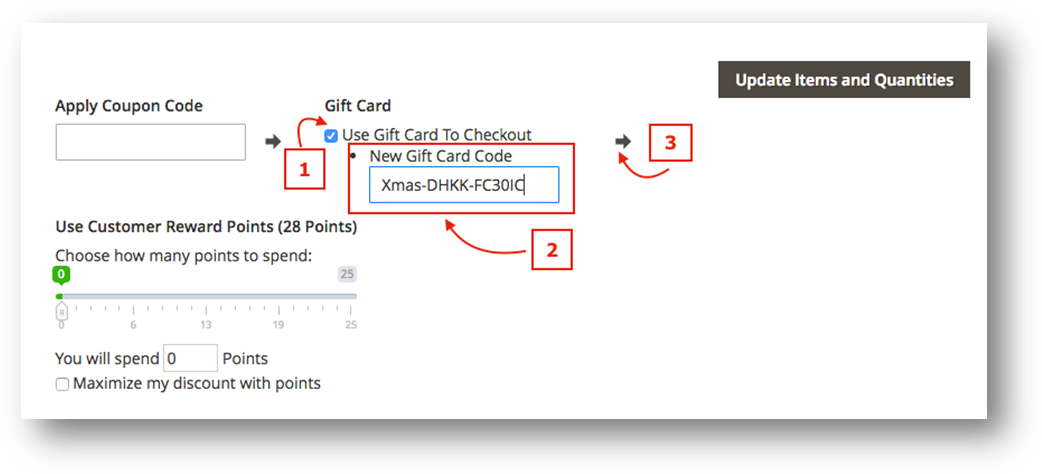 Update Items and Quantities
Apply Coupon Code
Gift Card
Use Gift Card To Checkout
3
1
New Gift Card Code
Xmas-DHKK-FC30IC
2
Use Customer Reward Points (28 Points)
Choose how many points to spend:
0 25
0 6 13 19 25
You will spend 0 Points
Maximize my discount with points